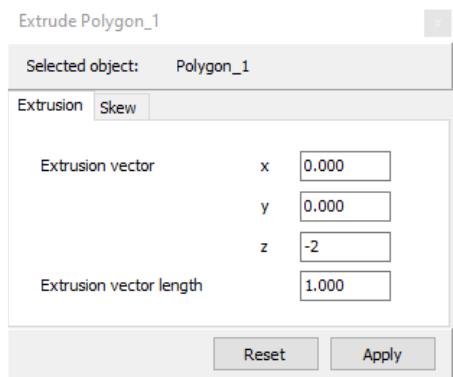 Extrude Polygon_1
x
Selected object: Polygon_1
Extrusion Skew
Extrusion vector x 0.000
y 0.000
z -2
Extrusion vector length 1.000
Reset Apply